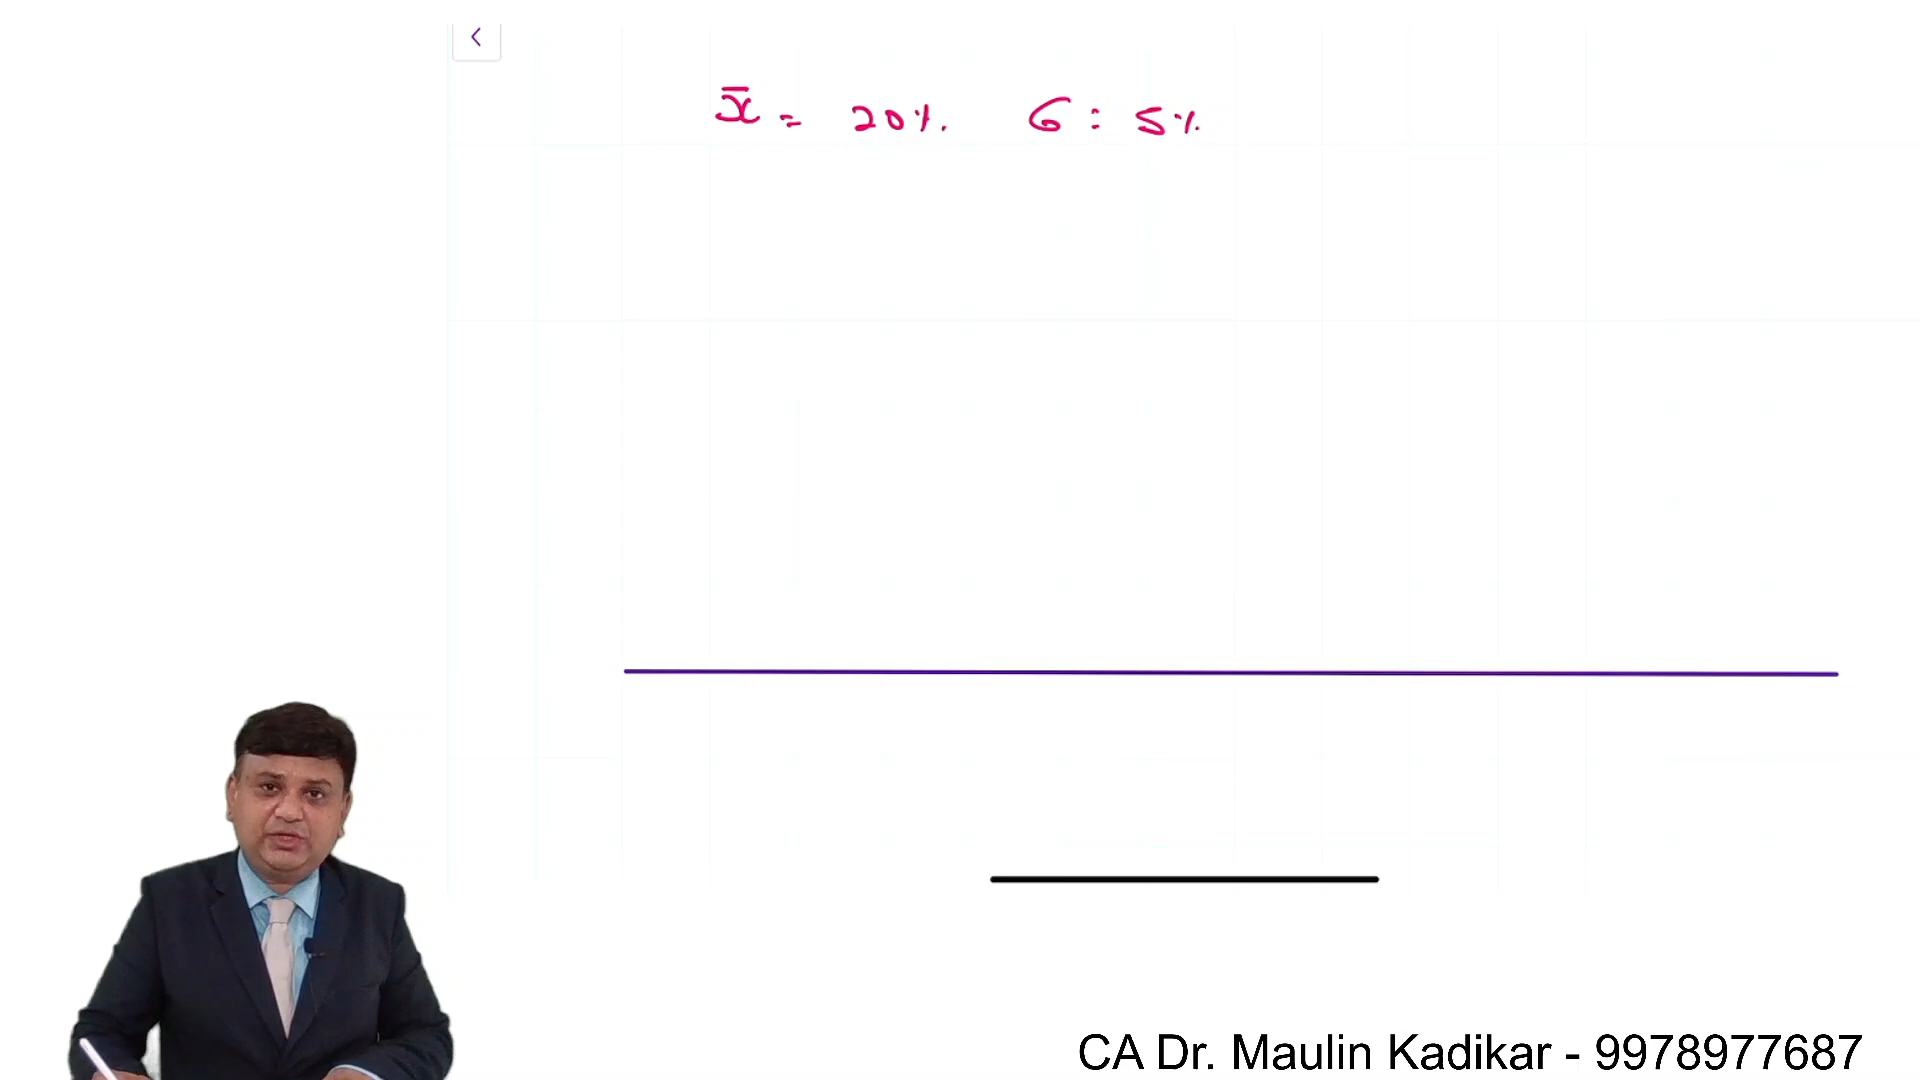 x̄ = 20% σ : 5%
CA Dr. Maulin Kadikar - 9978977687